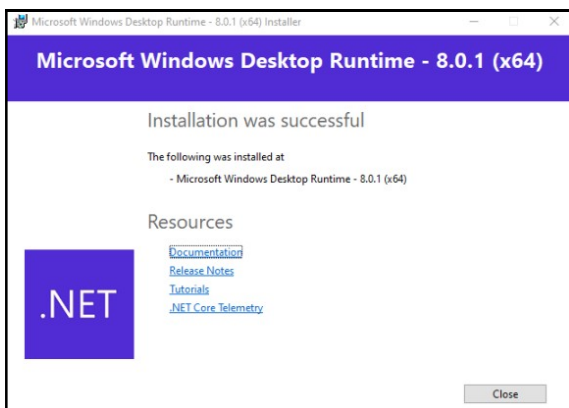 Microsoft Windows Desktop Runtime - 8.0.1 (x64) Installer
Microsoft Windows Desktop Runtime - 8.0.1 (x64)
Installation was successful
The following was installed at
- Microsoft Windows Desktop Runtime - 8.0.1 (x64)
Resources
Documentation
Release Notes
Tutorials
.NET Core Telemetry
.NET
Close